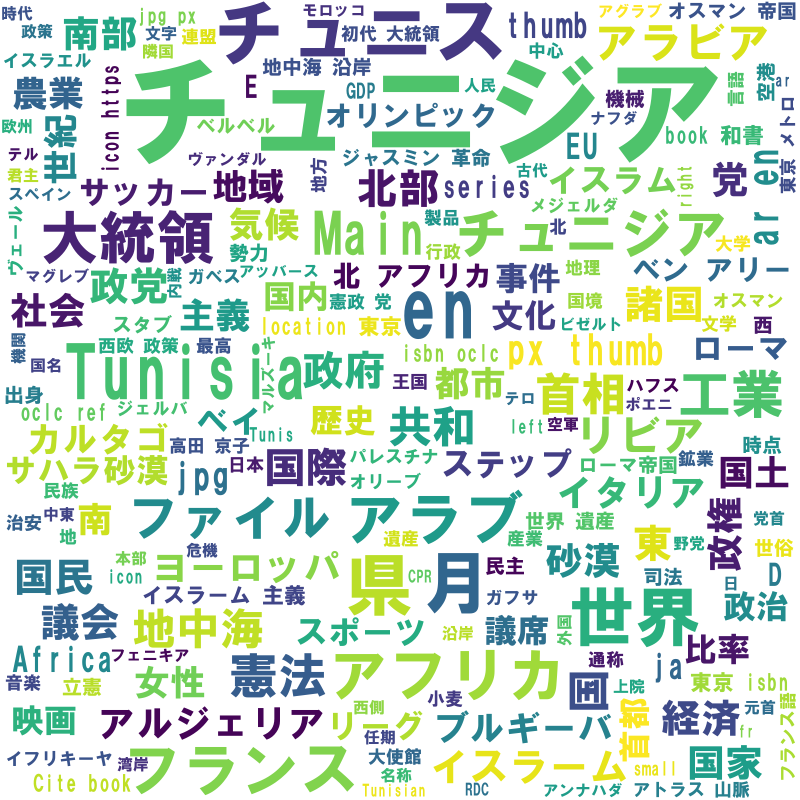 時代
jpg px
モロッコ
チュニス
thumb
アグラブ
オスマン 帝国
政策
南部
文字
連盟
初代 大統領
アラビア
隣国
中心
イスラエル
地中海 沿岸
チュニジア
農業
icon https
E
GDP
人民
機械
言語
空港
ar
オリンピック
ナフダ
メトロ
欧州
世紀
ベルベル
EU
book
和書
東京
テル
ヴァンダル
ジャスミン 革命
古代
君主
サッカー
地域
地方
北部
series
イスラム
right
党
ar en
スペイン
メジェルダ
ヴェール
大統領
気候
Main
製品
北
チュニジア
大学
勢力
行政
マグレブ
政党
内戦
ガベス
アッバース
北 アフリカ
事件
地理
ベン アリー
社会
国内
憲政 党
en
文化
国境
諸国
オスマン
スタブ
主義
location 東京
ビゼルト
文学
西
機関
国名
Tunisia
西欧 政策
最高
マルズーキ
政府
isbn oclc
px thumb
ローマ
出身
王国
都市
テロ
首相
ハフス
工業
oclc ref
ジェルバ
ベイ
歴史
共和
ポエニ
left
空軍
リビア
カルタゴ
高田 京子
Tunis
時点
サハラ砂漠
jpg
日本
国際
パレスチナ
ステップ
ローマ帝国
鉱業
国土
民族
オリーブ
イタリア
治安
中東
地
南
ファイル
アラブ
世界 遺産
政権
党首
遺産
産業
東
野党
世俗
本部
危機
国民
icon
ヨーロッパ
CPR
県
月
民主
砂漠
司法
日
D
イスラーム 主義
ガフサ
世界
政治
議会
地中海
スポーツ
沿岸
議席
外国
比率
Africa
フェニキア
通称
音楽
立憲
女性
憲法
アフリカ
国
上院
ja
東京 isbn
小麦
映画
アルジェリア
西側
リーグ
ブルギーバ
首都
経済
元首
fr
フランス語
イフリキーヤ
湾岸
フランス
任期
大使館
イスラーム
small
国家
Cite book
名称
Tunisian
RDC
アンナハダ
アトラス 山脈